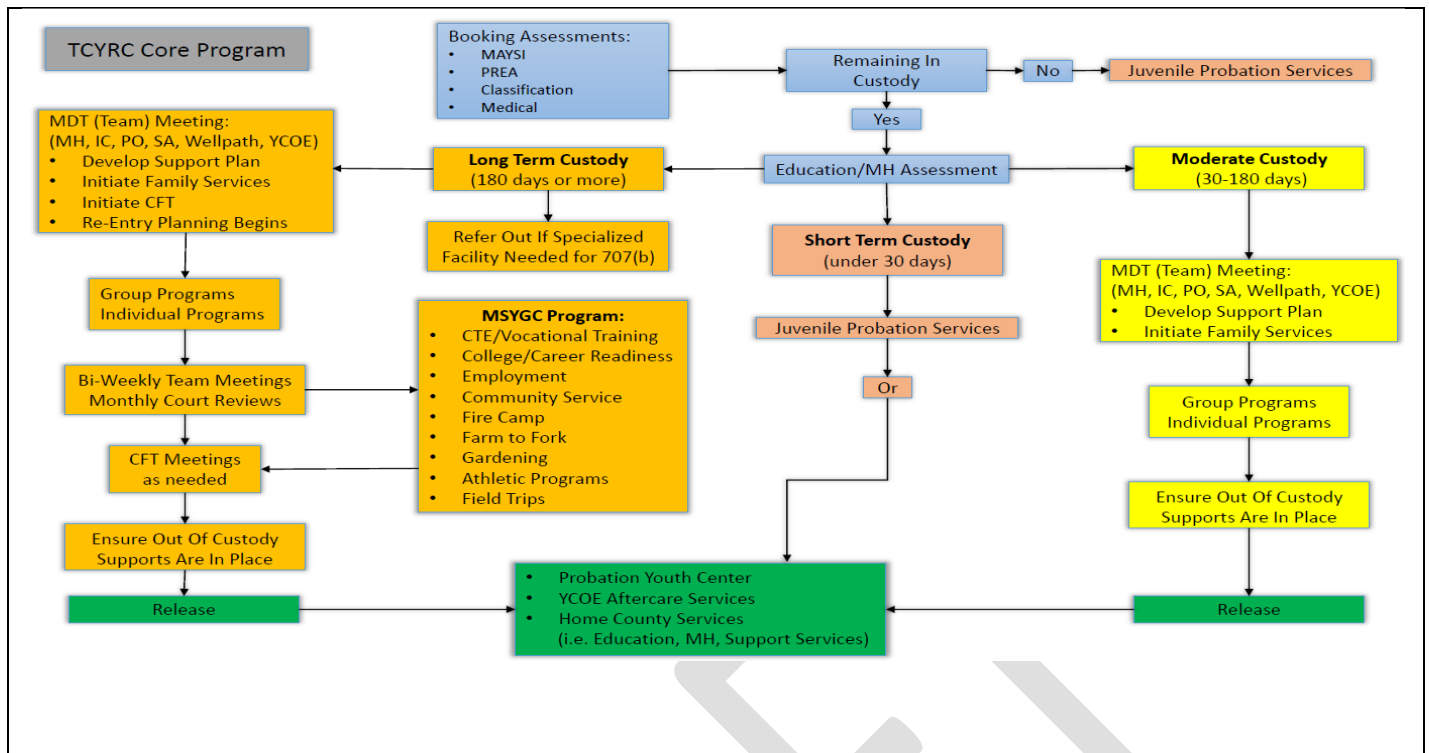 TCYRC Core Program
Booking Assessments:
• MAYSI
• PREA
• Classification
• Medical
Remaining In
Custody
No
Juvenile Probation Services
Yes
MDT (Team) Meeting:
(MH, IC, PO, SA, Wellpath, YCOE)
• Develop Support Plan
• Initiate Family Services
• Initiate CFT
• Re-Entry Planning Begins
Long Term Custody
(180 days or more)
Education/MH Assessment
Moderate Custody
(30-180 days)
Refer Out If Specialized
Facility Needed for 707(b)
Short Term Custody
(under 30 days)
MDT (Team) Meeting:
(MH, IC, PO, SA, Wellpath, YCOE)
• Develop Support Plan
• Initiate Family Services
Group Programs
Individual Programs
MSYGC Program:
• CTE/Vocational Training
• College/Career Readiness
• Employment
• Community Service
• Fire Camp
• Farm to Fork
• Gardening
• Athletic Programs
• Field Trips
Juvenile Probation Services
Or
Bi-Weekly Team Meetings
Monthly Court Reviews
Group Programs
Individual Programs
CFT Meetings
as needed
Ensure Out Of Custody
Supports Are In Place
Ensure Out Of Custody
Supports Are In Place
Release
• Probation Youth Center
• YCOE Aftercare Services
• Home County Services
(i.e. Education, MH, Support Services)
Release